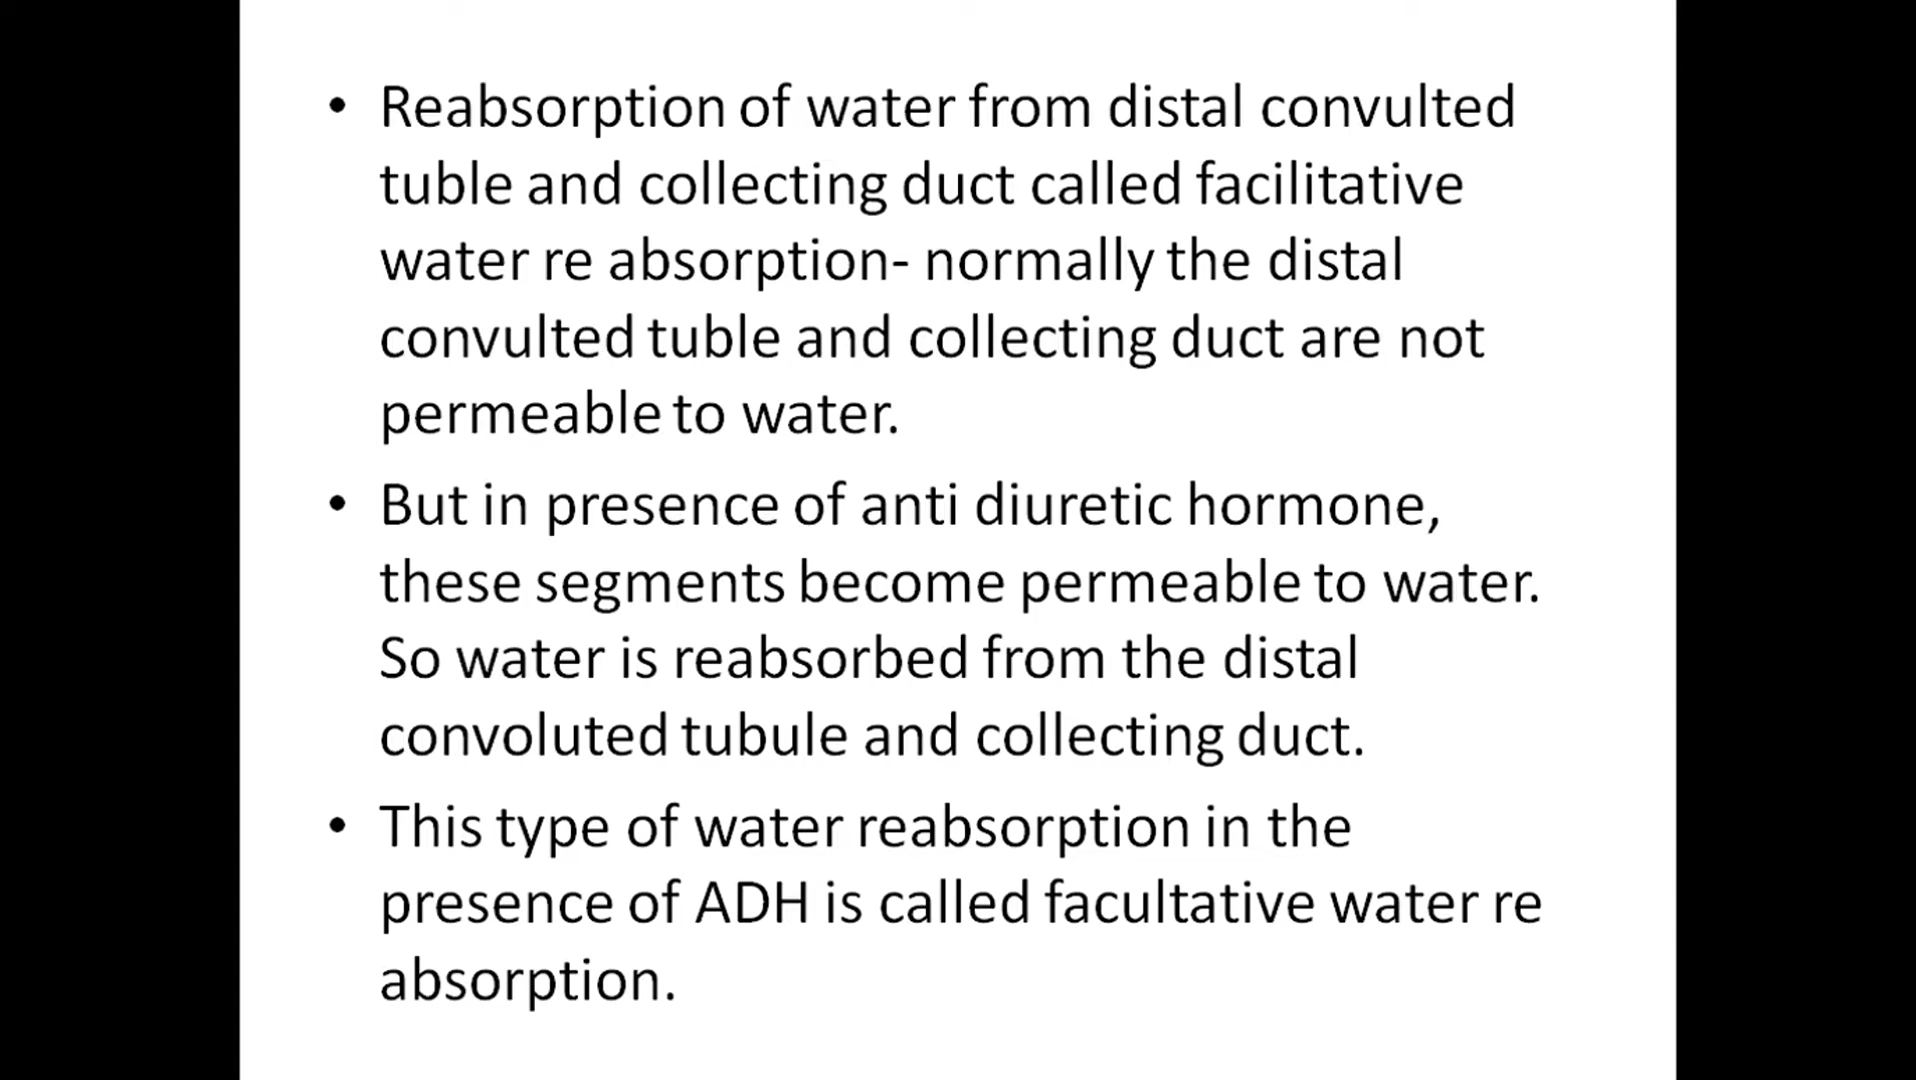 • Reabsorption of water from distal convulted
tuble and collecting duct called facilitative
water re absorption- normally the distal
convulted tuble and collecting duct are not
permeable to water.
• But in presence of anti diuretic hormone,
these segments become permeable to water.
So water is reabsorbed from the distal
convoluted tubule and collecting duct.
• This type of water reabsorption in the
presence of ADH is called facultative water re
absorption.